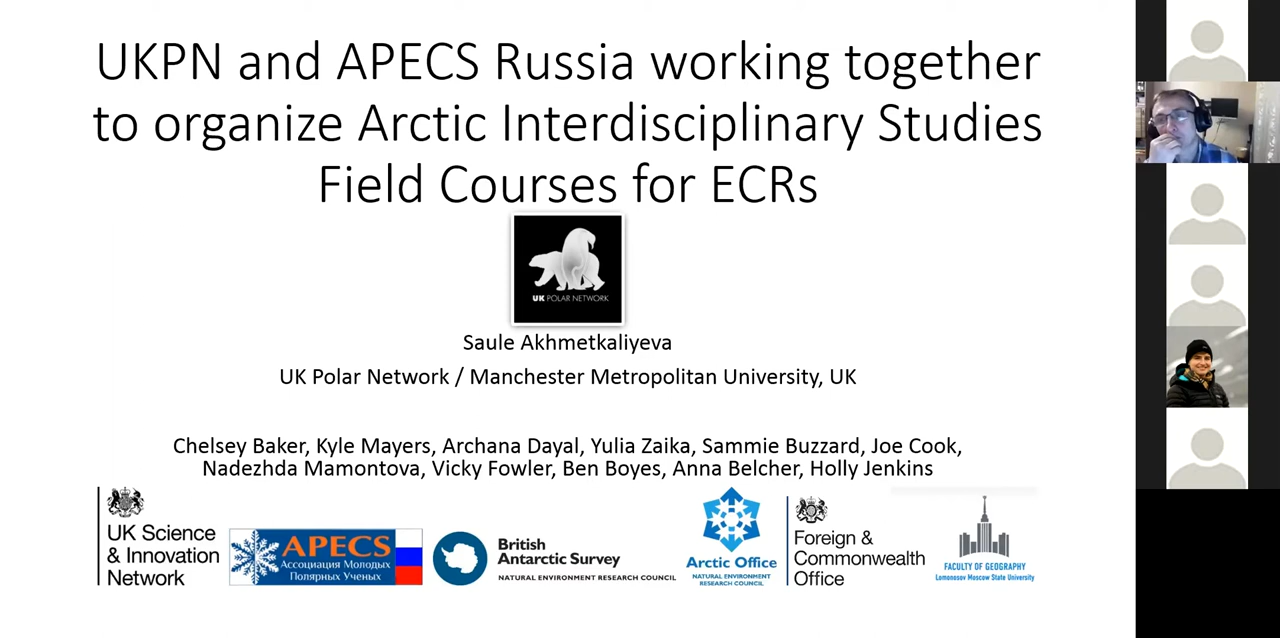 UKPN and APECS Russia working together
to organize Arctic Interdisciplinary Studies
Field Courses for ECRs
UK POLAR NETWORK
Saule Akhmetkaliyeva
UK Polar Network / Manchester Metropolitan University, UK
Chelsey Baker, Kyle Mayers, Archana Dayal, Yulia Zaika, Sammie Buzzard, Joe Cook,
Nadezhda Mamontova, Vicky Fowler, Ben Boyes, Anna Belcher, Holly Jenkins
UK Science
& Innovation
Network
APECS
Ассоциация Молодых
Полярных Ученых
British
Antarctic Survey
NATURAL ENVIRONMENT RESEARCH COUNCIL
Arctic Office
NATURAL ENVIRONMENT
RESEARCH COUNCIL
Foreign &
Commonwealth
Office
FACULTY OF GEOGRAPHY
Lomonosov Moscow State University